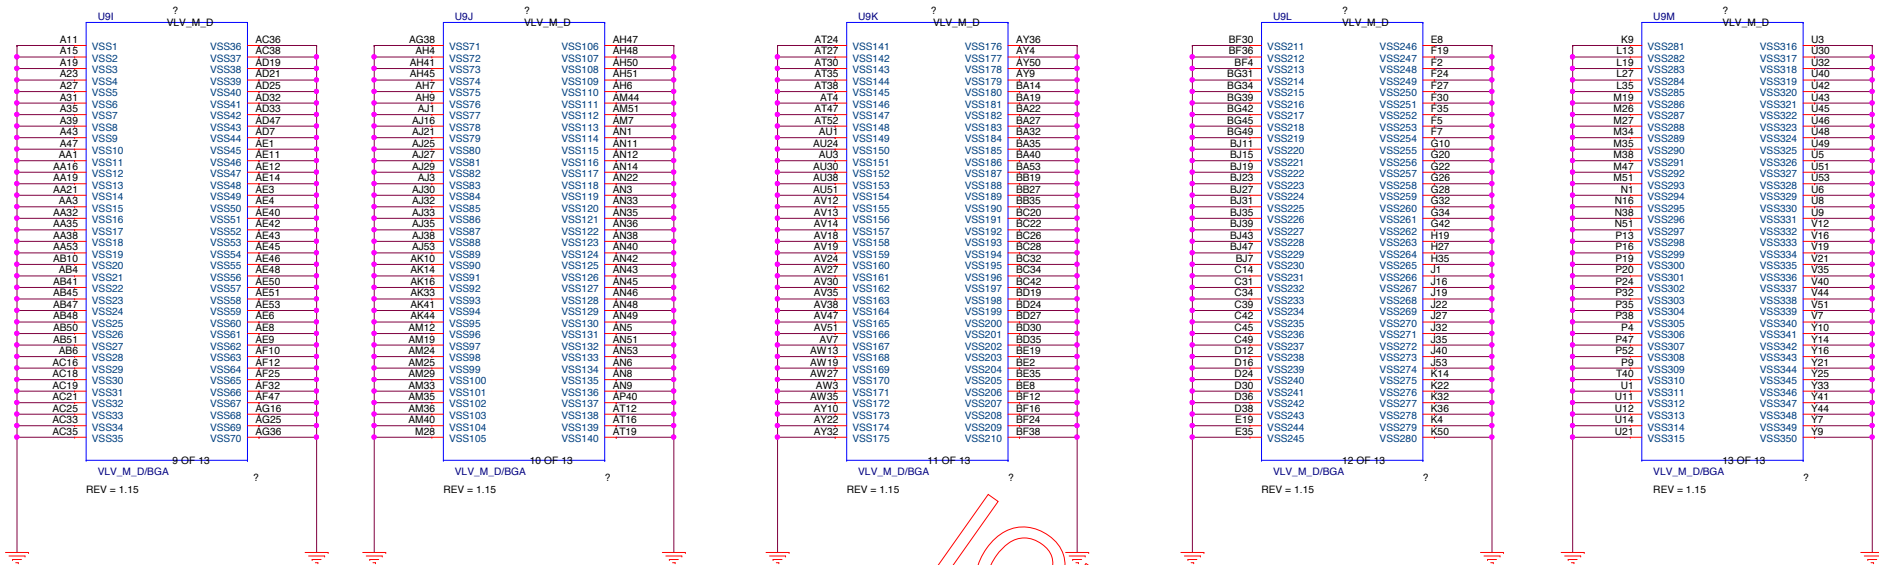 ?
U9I VLV_M_D
A11 VSS1 VSS36 AC36
A15 VSS2 VSS37 AC38
A19 VSS3 VSS38 AD19
A23 VSS4 VSS39 AD21
A27 VSS5 VSS40 AD25
A31 VSS6 VSS41 AD32
A35 VSS7 VSS42 AD33
A39 VSS8 VSS43 AD47
A43 VSS9 VSS44 AD7
A47 VSS10 VSS45 AE1
AA1 VSS11 VSS46 AE11
AA16 VSS12 VSS47 AE12
AA19 VSS13 VSS48 AE14
AA21 VSS14 VSS49 AE3
AA3 VSS15 VSS50 AE4
AA32 VSS16 VSS51 AE40
AA35 VSS17 VSS52 AE42
AA38 VSS18 VSS53 AE43
AA53 VSS19 VSS54 AE45
AB10 VSS20 VSS55 AE46
AB4 VSS21 VSS56 AE48
AB41 VSS22 VSS57 AE50
AB45 VSS23 VSS58 AE51
AB47 VSS24 VSS59 AE53
AB48 VSS25 VSS60 AE6
AB50 VSS26 VSS61 AE8
AB51 VSS27 VSS62 AE9
AB6 VSS28 VSS63 AF10
AC16 VSS29 VSS64 AF12
AC18 VSS30 VSS65 AF25
AC19 VSS31 VSS66 AF32
AC21 VSS32 VSS67 AF47
AC25 VSS33 VSS68 AG16
AC33 VSS34 VSS69 AG25
AC35 VSS35 VSS70 AG36
9 OF 13
VLV_M_D/BGA
?
REV = 1.15
?
U9J VLV_M_D
AG38 VSS71 VSS106 AH47
AH4 VSS72 VSS107 AH48
AH41 VSS73 VSS108 AH50
AH45 VSS74 VSS109 AH51
AH7 VSS75 VSS110 AH6
AH9 VSS76 VSS111 AM44
AJ1 VSS77 VSS112 AM51
AJ16 VSS78 VSS113 AM7
AJ21 VSS79 VSS114 AN1
AJ25 VSS80 VSS115 AN11
AJ27 VSS81 VSS116 AN12
AJ29 VSS82 VSS117 AN14
AJ3 VSS83 VSS118 AN22
AJ30 VSS84 VSS119 AN3
AJ32 VSS85 VSS120 AN33
AJ33 VSS86 VSS121 AN35
AJ35 VSS87 VSS122 AN36
AJ38 VSS88 VSS123 AN38
AJ53 VSS89 VSS124 AN40
AK10 VSS90 VSS125 AN42
AK14 VSS91 VSS126 AN43
AK16 VSS92 VSS127 AN45
AK33 VSS93 VSS128 AN46
AK41 VSS94 VSS129 AN48
AK44 VSS95 VSS130 AN49
AM12 VSS96 VSS131 AN5
AM19 VSS97 VSS132 AN51
AM24 VSS98 VSS133 AN53
AM25 VSS99 VSS134 AN6
AM29 VSS100 VSS135 AN8
AM33 VSS101 VSS136 AN9
AM35 VSS102 VSS137 AP40
AM36 VSS103 VSS138 AT12
AM40 VSS104 VSS139 AT16
M28 VSS105 VSS140 AT19
10 OF 13
VLV_M_D/BGA
?
REV = 1.15
?
U9K VLV_M_D
AT24 VSS141 VSS176 AY36
AT27 VSS142 VSS177 AY4
AT30 VSS143 VSS178 AY50
AT35 VSS144 VSS179 AY9
AT38 VSS145 VSS180 BA14
AT4 VSS146 VSS181 BA19
AT47 VSS147 VSS182 BA22
AT52 VSS148 VSS183 BA27
AU1 VSS149 VSS184 BA32
AU24 VSS150 VSS185 BA35
AU3 VSS151 VSS186 BA40
AU30 VSS152 VSS187 BA53
AU38 VSS153 VSS188 BB19
AU51 VSS154 VSS189 BB27
AV12 VSS155 VSS190 BB35
AV13 VSS156 VSS191 BC20
AV14 VSS157 VSS192 BC22
AV18 VSS158 VSS193 BC26
AV19 VSS159 VSS194 BC28
AV24 VSS160 VSS195 BC32
AV27 VSS161 VSS196 BC34
AV30 VSS162 VSS197 BC42
AV35 VSS163 VSS198 BD19
AV38 VSS164 VSS199 BD24
AV47 VSS165 VSS200 BD27
AV51 VSS166 VSS201 BD30
AV7 VSS167 VSS202 BD35
AW13 VSS168 VSS203 BE19
AW19 VSS169 VSS204 BE2
AW27 VSS170 VSS205 BE35
AW3 VSS171 VSS206 BE8
AW35 VSS172 VSS207 BF12
AY10 VSS173 VSS208 BF16
AY22 VSS174 VSS209 BF24
AY32 VSS175 VSS210 BF38
11 OF 13
VLV_M_D/BGA
?
REV = 1.15
?
U9L VLV_M_D
BF30 VSS211 VSS246 E8
BF36 VSS212 VSS247 F19
BF4 VSS213 VSS248 F2
BG31 VSS214 VSS249 F24
BG34 VSS215 VSS250 F27
BG39 VSS216 VSS251 F30
BG42 VSS217 VSS252 F35
BG45 VSS218 VSS253 F5
BG49 VSS219 VSS254 F7
BJ11 VSS220 VSS255 G10
BJ15 VSS221 VSS256 G20
BJ19 VSS222 VSS257 G22
BJ23 VSS223 VSS258 G26
BJ27 VSS224 VSS259 G28
BJ31 VSS225 VSS260 G32
BJ35 VSS226 VSS261 G34
BJ39 VSS227 VSS262 G42
BJ43 VSS228 VSS263 H19
BJ47 VSS229 VSS264 H27
BJ7 VSS230 VSS265 H35
C14 VSS231 VSS266 J1
C31 VSS232 VSS267 J16
C34 VSS233 VSS268 J19
C39 VSS234 VSS269 J22
C42 VSS235 VSS270 J27
C45 VSS236 VSS271 J32
C49 VSS237 VSS272 J35
D12 VSS238 VSS273 J40
D16 VSS239 VSS274 J53
D24 VSS240 VSS275 K14
D30 VSS241 VSS276 K22
D36 VSS242 VSS277 K32
D38 VSS243 VSS278 K36
E19 VSS244 VSS279 K4
E35 VSS245 VSS280 K50
12 OF 13
VLV_M_D/BGA
?
REV = 1.15
?
U9M VLV_M_D
K9 VSS281 VSS316 U3
L13 VSS282 VSS317 U30
L19 VSS283 VSS318 U32
L27 VSS284 VSS319 U40
L35 VSS285 VSS320 U42
M19 VSS286 VSS321 U43
M26 VSS287 VSS322 U45
M27 VSS288 VSS323 U46
M34 VSS289 VSS324 U48
M35 VSS290 VSS325 U49
M38 VSS291 VSS326 U5
M47 VSS292 VSS327 U51
M51 VSS293 VSS328 U53
N1 VSS294 VSS329 U6
N16 VSS295 VSS330 U8
N38 VSS296 VSS331 U9
N51 VSS297 VSS332 V12
P13 VSS298 VSS333 V16
P16 VSS299 VSS334 V19
P19 VSS300 VSS335 V21
P20 VSS301 VSS336 V35
P24 VSS302 VSS337 V40
P32 VSS303 VSS338 V44
P35 VSS304 VSS339 V51
P38 VSS305 VSS340 V7
P4 VSS306 VSS341 Y10
P47 VSS307 VSS342 Y14
P52 VSS308 VSS343 Y16
P9 VSS309 VSS344 Y21
T40 VSS310 VSS345 Y25
U1 VSS311 VSS346 Y33
U11 VSS312 VSS347 Y41
U12 VSS313 VSS348 Y44
U14 VSS314 VSS349 Y7
U21 VSS315 VSS350 Y9
13 OF 13
VLV_M_D/BGA
?
REV = 1.15